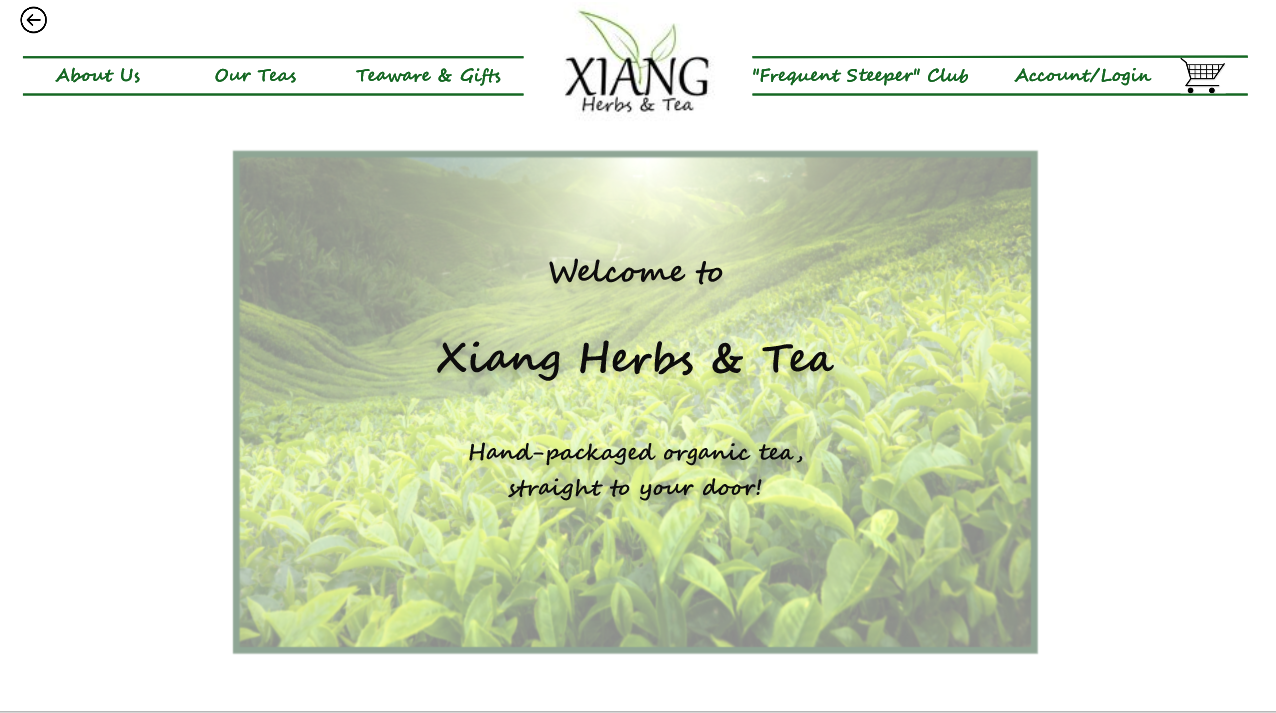 About Us
Our Teas
Teaware & Gifts
XIANG
Herbs & Tea
"Frequent Steeper" Club
Account/Login
Welcome to
Xiang Herbs & Tea
Hand-packaged organic tea,
straight to your door!